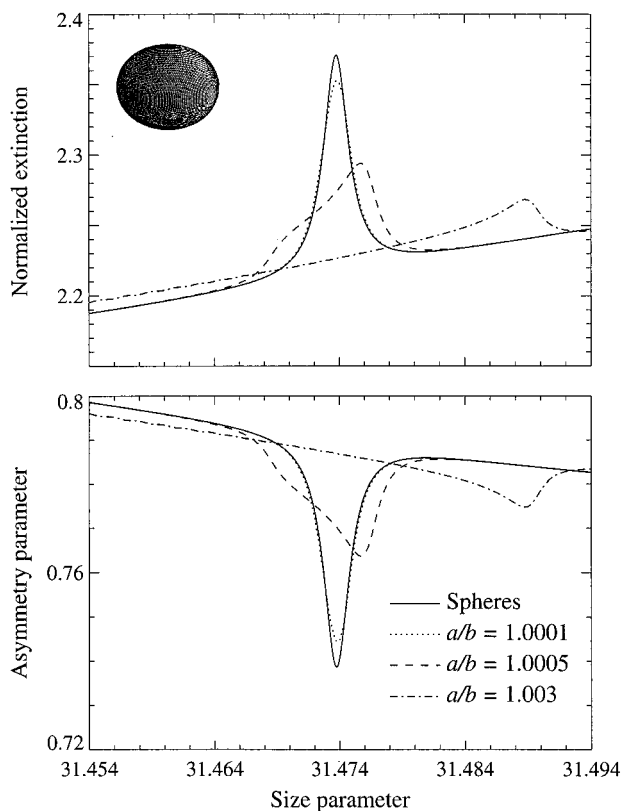 2.4
2.3
2.2
Normalized extinction
0.8
0.76
0.72
Asymmetry parameter
Spheres
a/b = 1.0001
a/b = 1.0005
a/b = 1.003
31.454 31.464 31.474 31.484 31.494
Size parameter